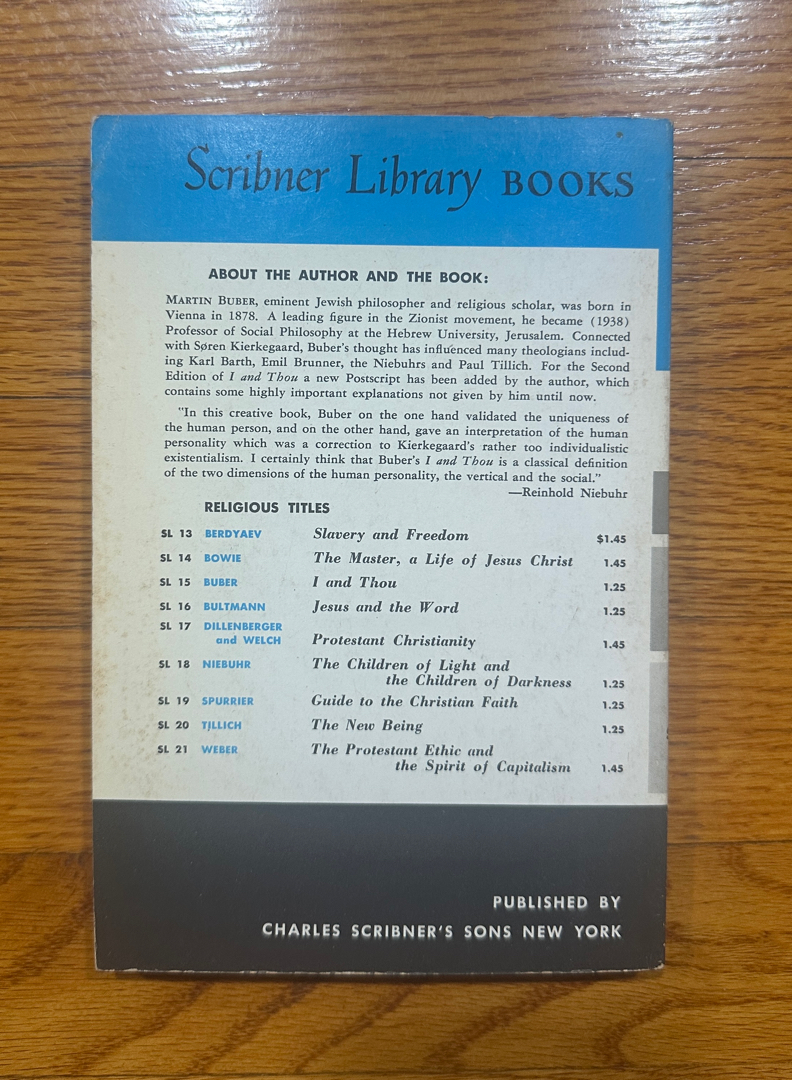 Scribner Library BOOKS
ABOUT THE AUTHOR AND THE BOOK:
MARTIN BUBER, eminent Jewish philosopher and religious scholar, was born in
Vienna in 1878. A leading figure in the Zionist movement, he became (1938)
Professor of Social Philosophy at the Hebrew University, Jerusalem. Connected
with Søren Kierkegaard, Buber's thought has influenced many theologians includ-
ing Karl Barth, Emil Brunner, the Niebuhrs and Paul Tillich. For the Second
Edition of I and Thou a new Postscript has been added by the author, which
contains some highly important explanations not given by him until now.
"In this creative book, Buber on the one hand validated the uniqueness of
the human person, and on the other hand, gave an interpretation of the human
personality which was a correction to Kierkegaard's rather too individualistic
existentialism. I certainly think that Buber's I and Thou is a classical definition
of the two dimensions of the human personality, the vertical and the social."
—Reinhold Niebuhr
RELIGIOUS TITLES
SL 13 BERDYAEV Slavery and Freedom $1.45
SL 14 BOWIE The Master, a Life of Jesus Christ 1.45
SL 15 BUBER I and Thou 1.25
SL 16 BULTMANN Jesus and the Word 1.25
SL 17 DILLENBERGER
and WELCH Protestant Christianity 1.45
SL 18 NIEBUHR The Children of Light and
the Children of Darkness 1.25
SL 19 SPURRIER Guide to the Christian Faith 1.25
SL 20 TILLICH The New Being 1.25
SL 21 WEBER The Protestant Ethic and
the Spirit of Capitalism 1.45
PUBLISHED BY
CHARLES SCRIBNER'S SONS NEW YORK